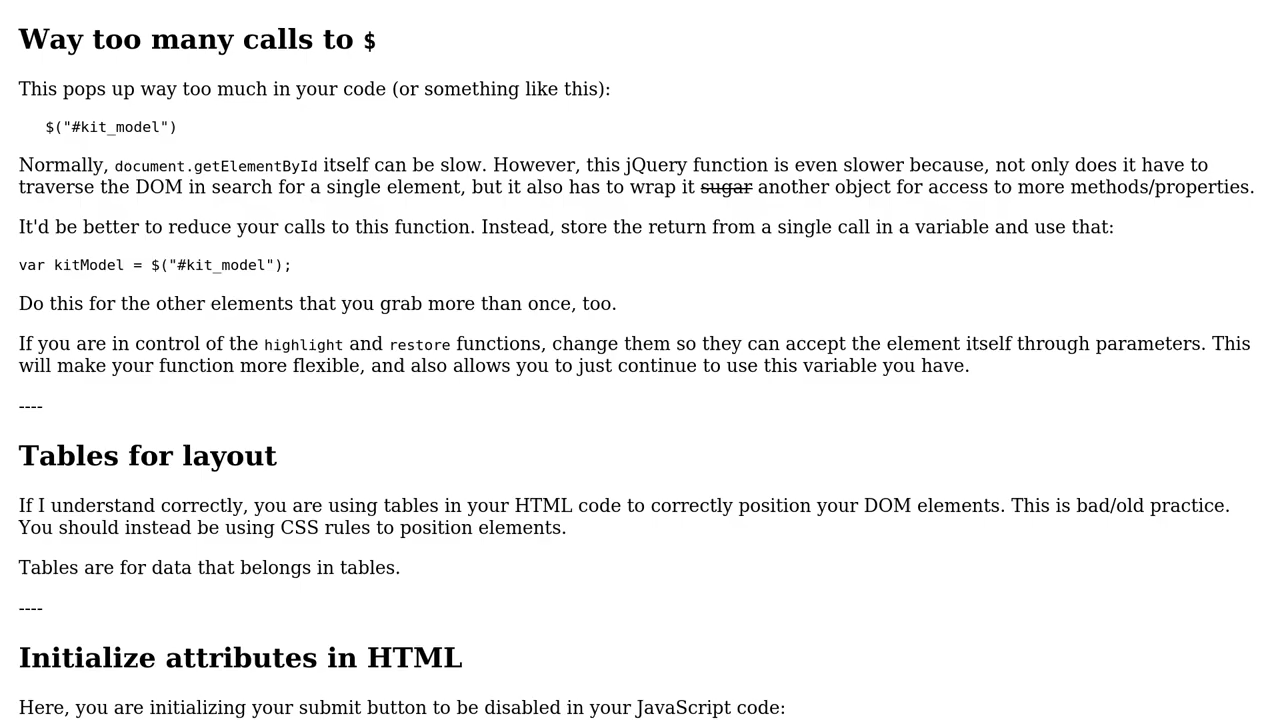 Way too many calls to $
This pops up way too much in your code (or something like this):
$("#kit_model")
Normally, document.getElementById itself can be slow. However, this jQuery function is even slower because, not only does it have to
traverse the DOM in search for a single element, but it also has to wrap it sugar another object for access to more methods/properties.
It'd be better to reduce your calls to this function. Instead, store the return from a single call in a variable and use that:
var kitModel = $("#kit_model");
Do this for the other elements that you grab more than once, too.
If you are in control of the highlight and restore functions, change them so they can accept the element itself through parameters. This
will make your function more flexible, and also allows you to just continue to use this variable you have.
----
Tables for layout
If I understand correctly, you are using tables in your HTML code to correctly position your DOM elements. This is bad/old practice.
You should instead be using CSS rules to position elements.
Tables are for data that belongs in tables.
----
Initialize attributes in HTML
Here, you are initializing your submit button to be disabled in your JavaScript code: